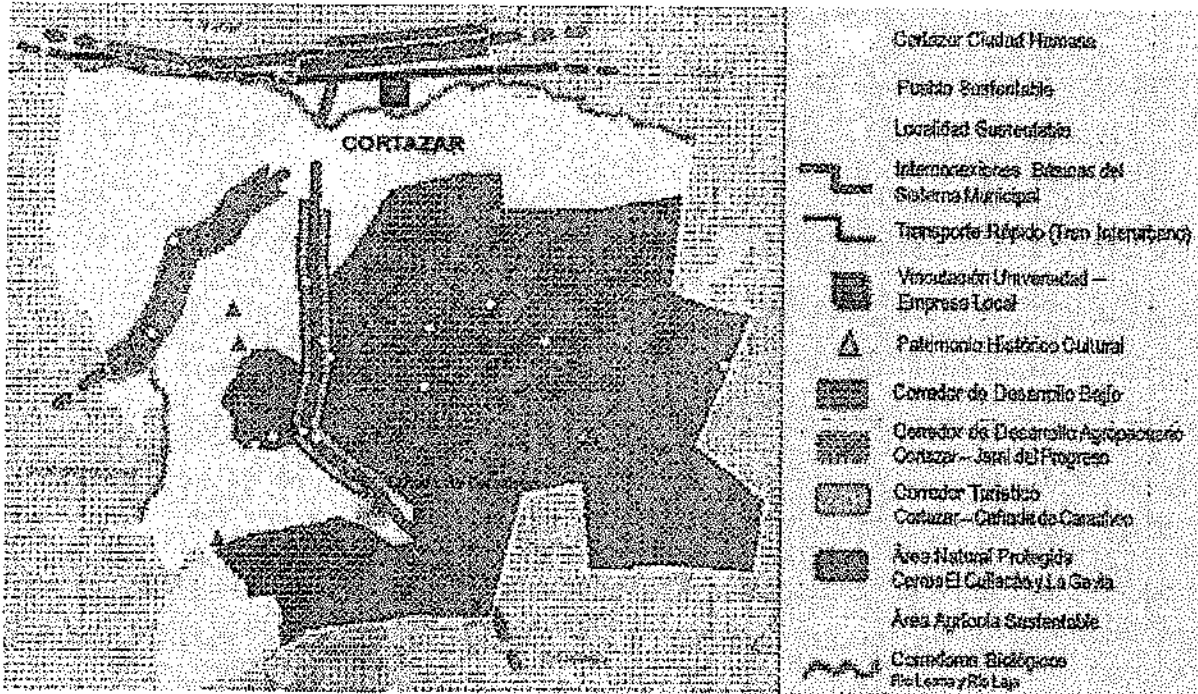 CORTAZAR
Cortazar Ciudad Humana
Pueblo Sustentable
Localidad Sustentable
Interconexiones Básicas del
Sistema Municipal
Transporte Rápido (Tren Interurbano)
Vinculación Universidad –
Empresa Local
Patrimonio Histórico Cultural
Corredor de Desarrollo Bajío
Corredor de Desarrollo Agropecuario
Cortazar – Jaral del Progreso
Corredor Turístico
Cortazar – Cañada de Caracheo
Área Natural Protegida
Cerros El Culiacán y La Gavia
Área Agrícola Sustentable
Corredores Biológicos
Río Lerma y Río Laja